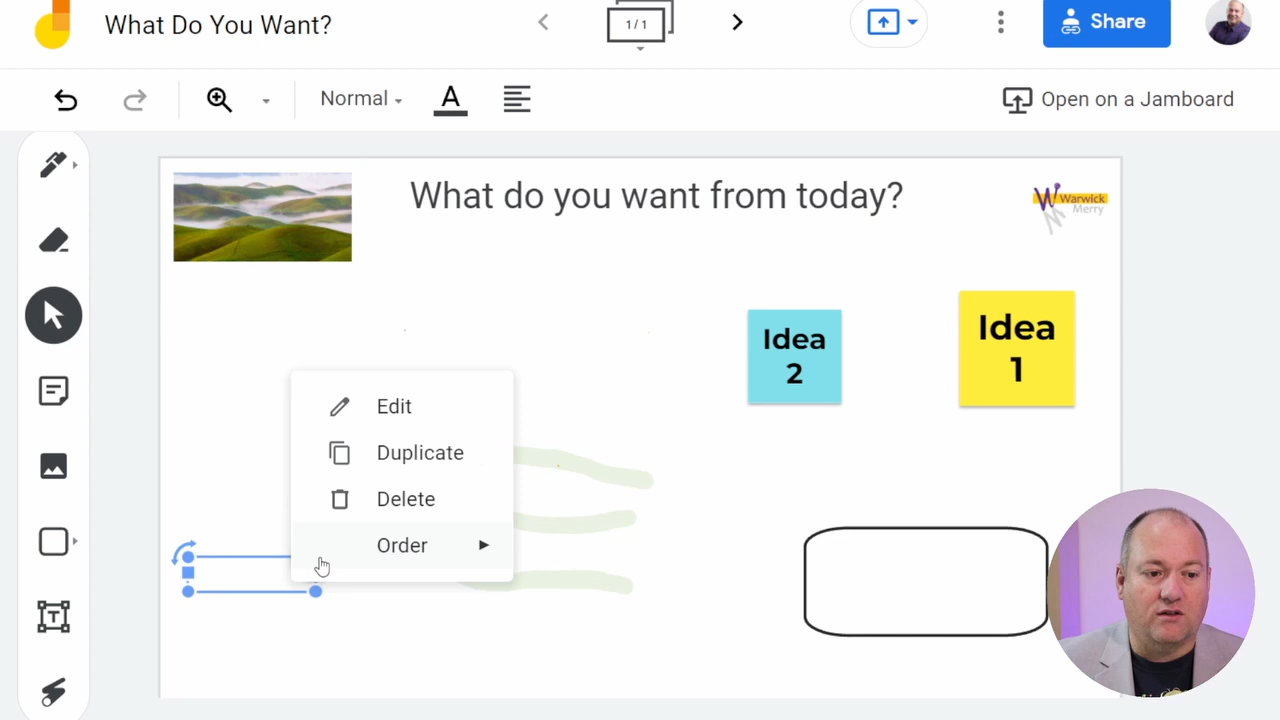 What Do You Want?
1 / 1
Share
Normal
A
Open on a Jamboard
What do you want from today?
W Warwick
Merry
Idea
2
Idea
1
Edit
Duplicate
Delete
Order
T